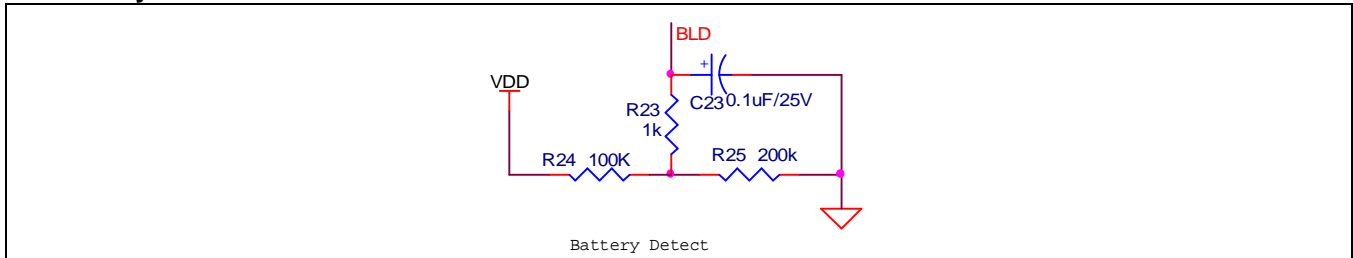 BLD
+
VDD
C23 0.1uF/25V
R23
1k
R24 100K
R25 200k
Battery Detect